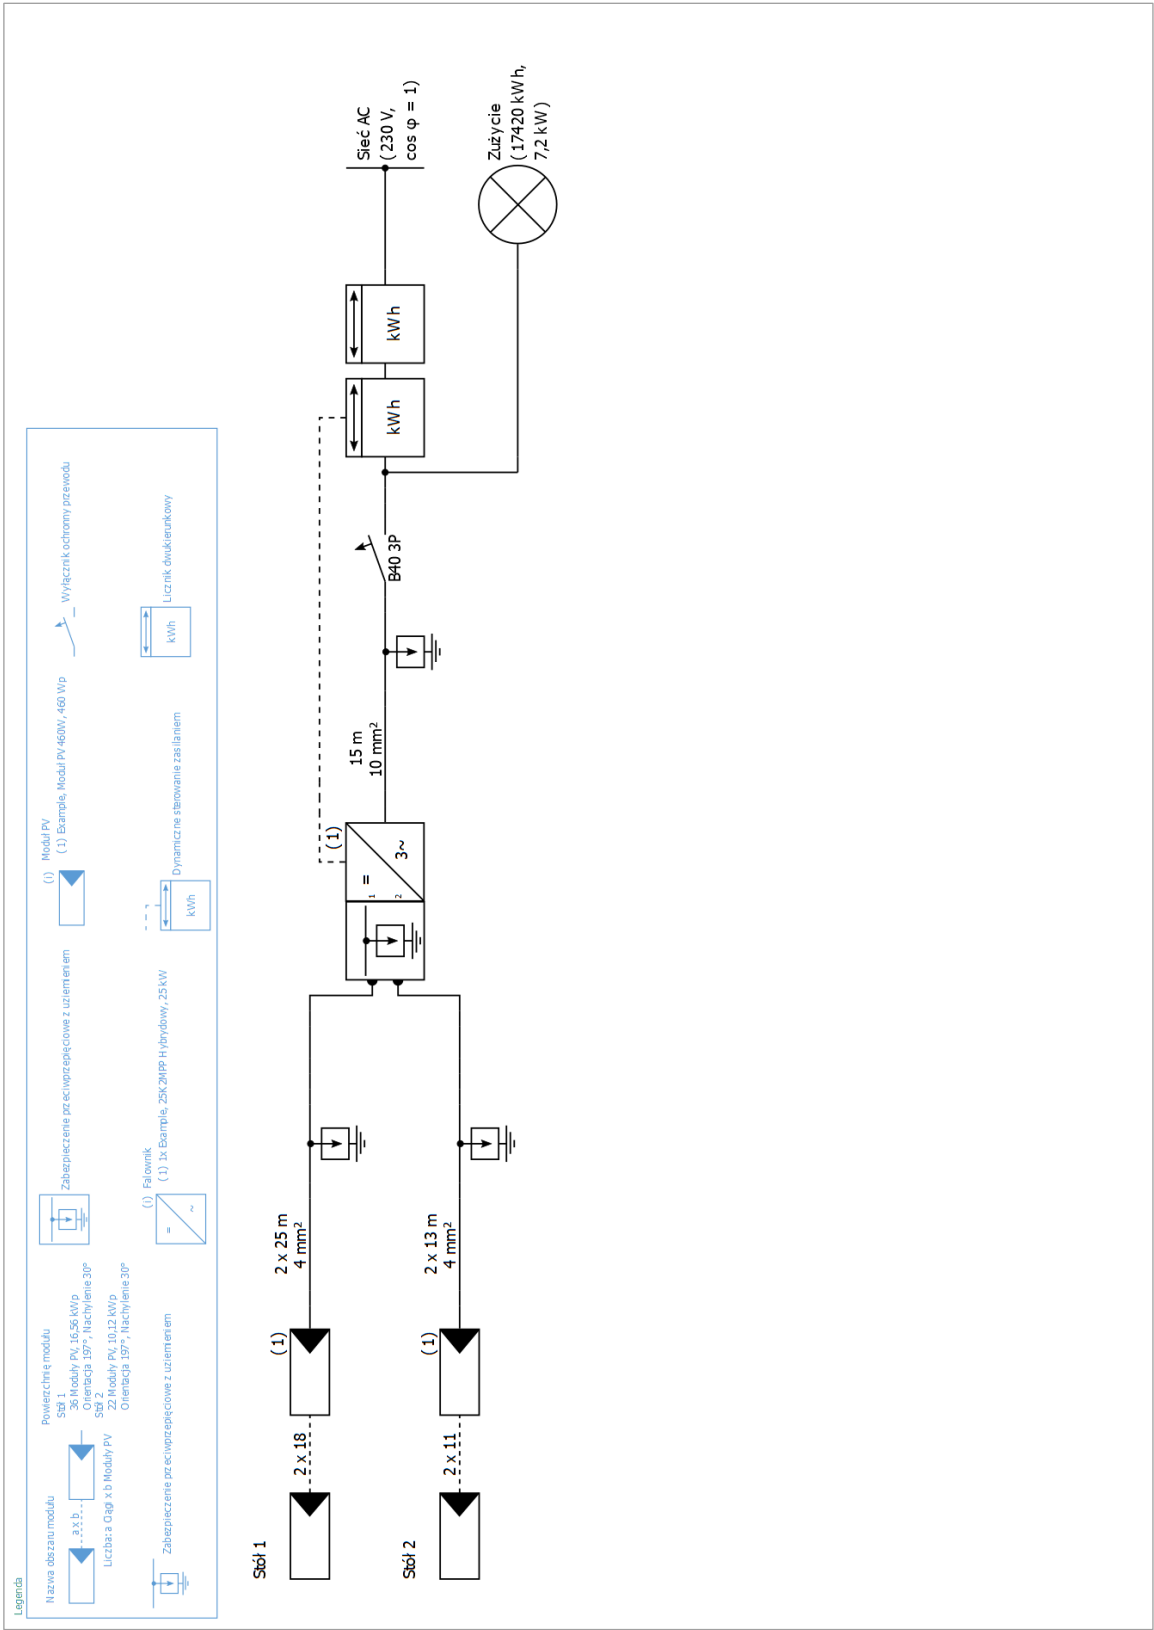 Legenda
Nazwa obszaru modułu
a x b
Liczba: a Ciągi x b Moduły PV
Powierzchnię modułu
Stół 1
36 Moduły PV, 16,56 kWp
Orientacja 197°, Nachylenie 30°
Stół 2
22 Moduły PV, 10,12 kWp
Orientacja 197°, Nachylenie 30°
Zabezpieczenie przeciwprzepięciowe z uziemieniem
(i) Moduł PV
(1) Example, Moduł PV 460W, 460 Wp
Wyłącznik ochronny przewodu
Zabezpieczenie przeciwprzepięciowe z uziemieniem
(i) Falownik
= ~
(1) 1x Example, 25K 2MPP Hybrydowy, 25 kW
kWh
Dynamiczne sterowanie zasilaniem
kWh
Licznik dwukierunkowy
Stół 1
2 x 18
(1)
2 x 25 m
4 mm²
Stół 2
2 x 11
(1)
2 x 13 m
4 mm²
(1)
1
2
=
3~
15 m
10 mm²
B40 3P
kWh
kWh
Sieć AC
(230 V,
cos φ = 1)
Zużycie
(17420 kWh,
7,2 kW)